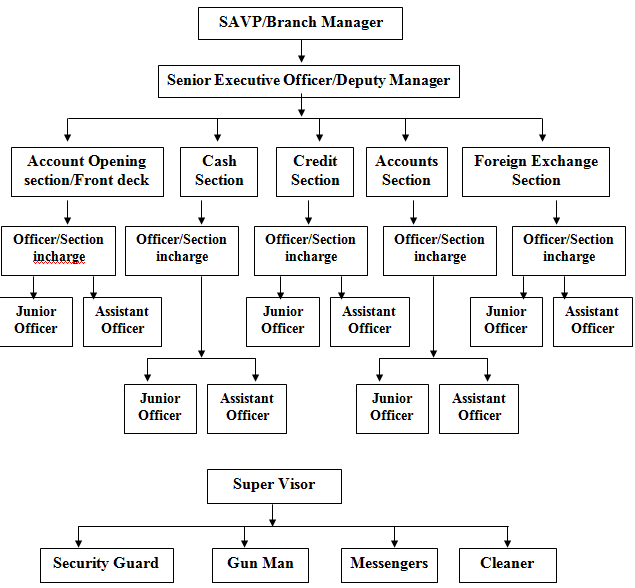 SAVP/Branch Manager
Senior Executive Officer/Deputy Manager
Account Opening
section/Front deck
Cash
Section
Credit
Section
Accounts
Section
Foreign Exchange
Section
Officer/Section
incharge
Officer/Section
incharge
Officer/Section
incharge
Officer/Section
incharge
Officer/Section
incharge
Junior
Officer
Assistant
Officer
Junior
Officer
Assistant
Officer
Junior
Officer
Assistant
Officer
Junior
Officer
Assistant
Officer
Junior
Officer
Assistant
Officer
Super Visor
Security Guard
Gun Man
Messengers
Cleaner